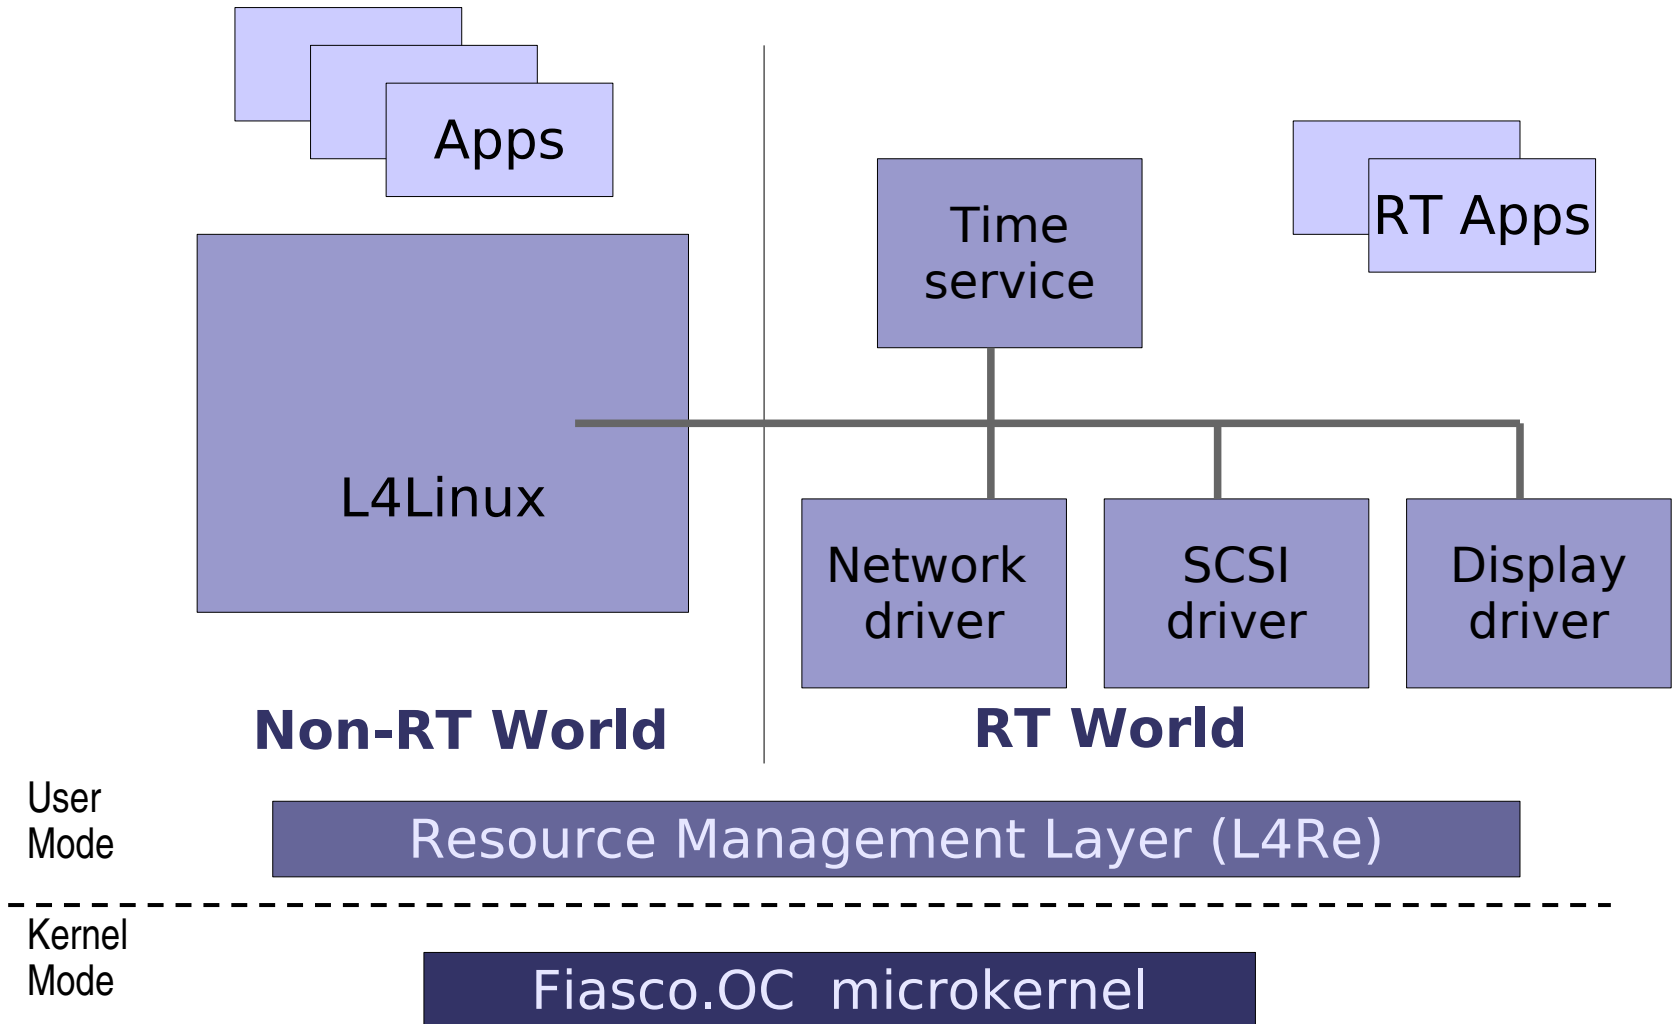 Apps
Time
service
RT Apps
L4Linux
Network
driver
SCSI
driver
Display
driver
Non-RT World
RT World
User
Mode
Resource Management Layer (L4Re)
Kernel
Mode
Fiasco.OC  microkernel